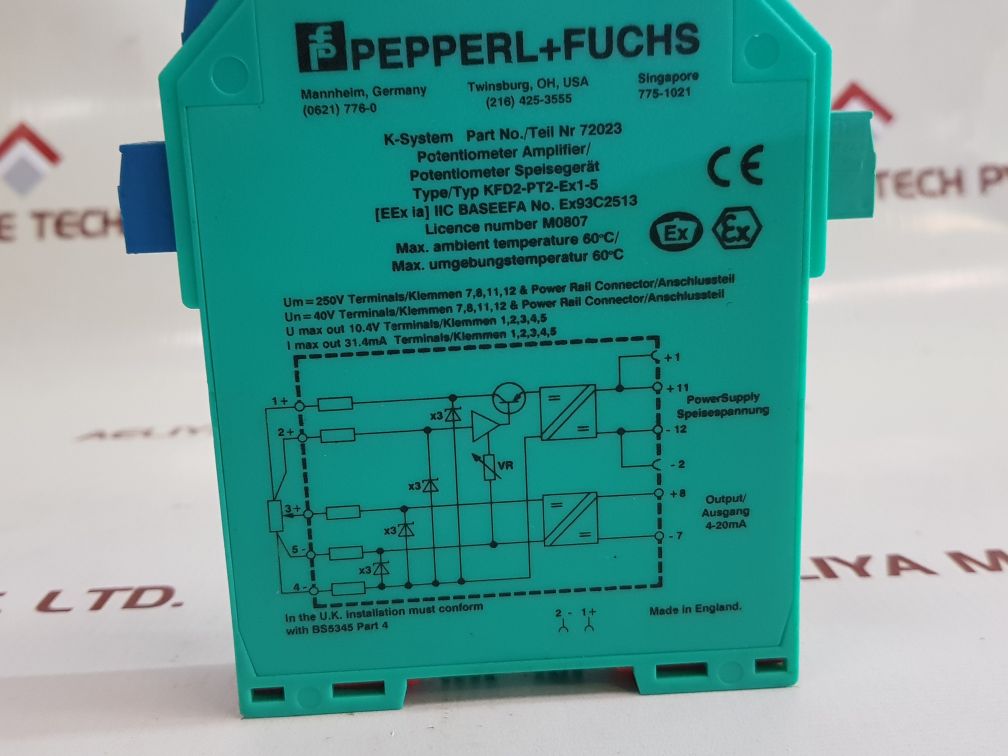 PEPPERL+FUCHS
Mannheim, Germany
(0621) 776-0
Twinsburg, OH, USA
(216) 425-3555
Singapore
775-1021
K-System Part No./Teil Nr 72023
Potentiometer Amplifier/
Potentiometer Speisegerät
Type/Typ KFD2-PT2-Ex1-5
[EEx ia] IIC BASEEFA No. Ex93C2513
Licence number M0807
Max. ambient temperature 60°C/
Max. umgebungstemperatur 60°C
CE
Ex
Ex
Um=250V Terminals/Klemmen 7,8,11,12 & Power Rail Connector/Anschlussteil
Un=40V Terminals/Klemmen 7,8,11,12 & Power Rail Connector/Anschlussteil
U max out 10.4V Terminals/Klemmen 1,2,3,4,5
I max out 31.4mA Terminals/Klemmen 1,2,3,4,5
+1
1+
x3
+11
PowerSupply
Speisespannung
2+
-12
VR
-2
x3
+8
3+
Output/
Ausgang
4-20mA
x3
-7
5-
x3
4-
In the U.K. installation must conform
with BS5345 Part 4
2 - 1+
Made in England.
E TECH
TECH PT
E LTD.
ALIYA M